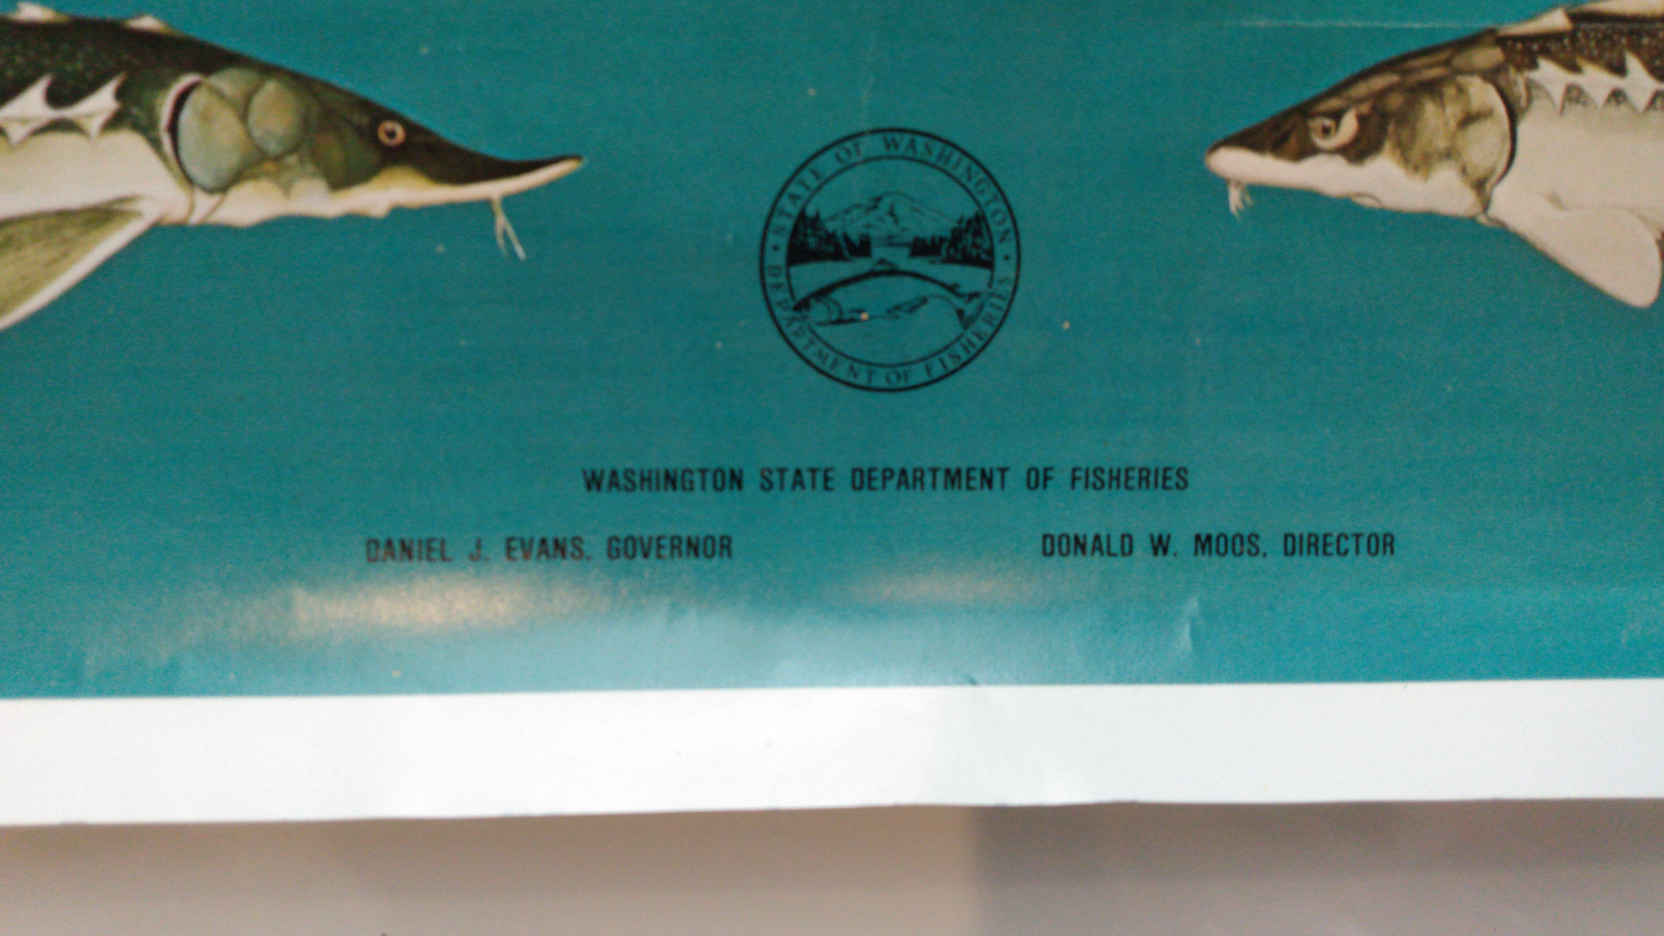 STATE OF WASHINGTON
DEPARTMENT OF FISHERIES
WASHINGTON STATE DEPARTMENT OF FISHERIES
DANIEL J. EVANS, GOVERNOR
DONALD W. MOOS, DIRECTOR